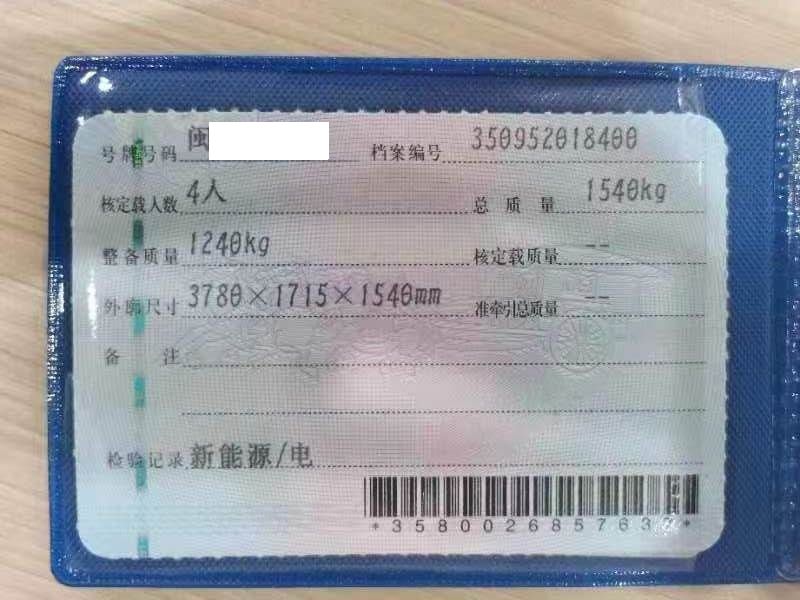 号牌号码 闽 档案编号 350952018400
核定载人数 4人 总质量 1540kg
整备质量 1240kg 核定载质量 --
外廓尺寸 3780×1715×1540mm 准牵引总质量 --
备注
检验记录 新能源/电